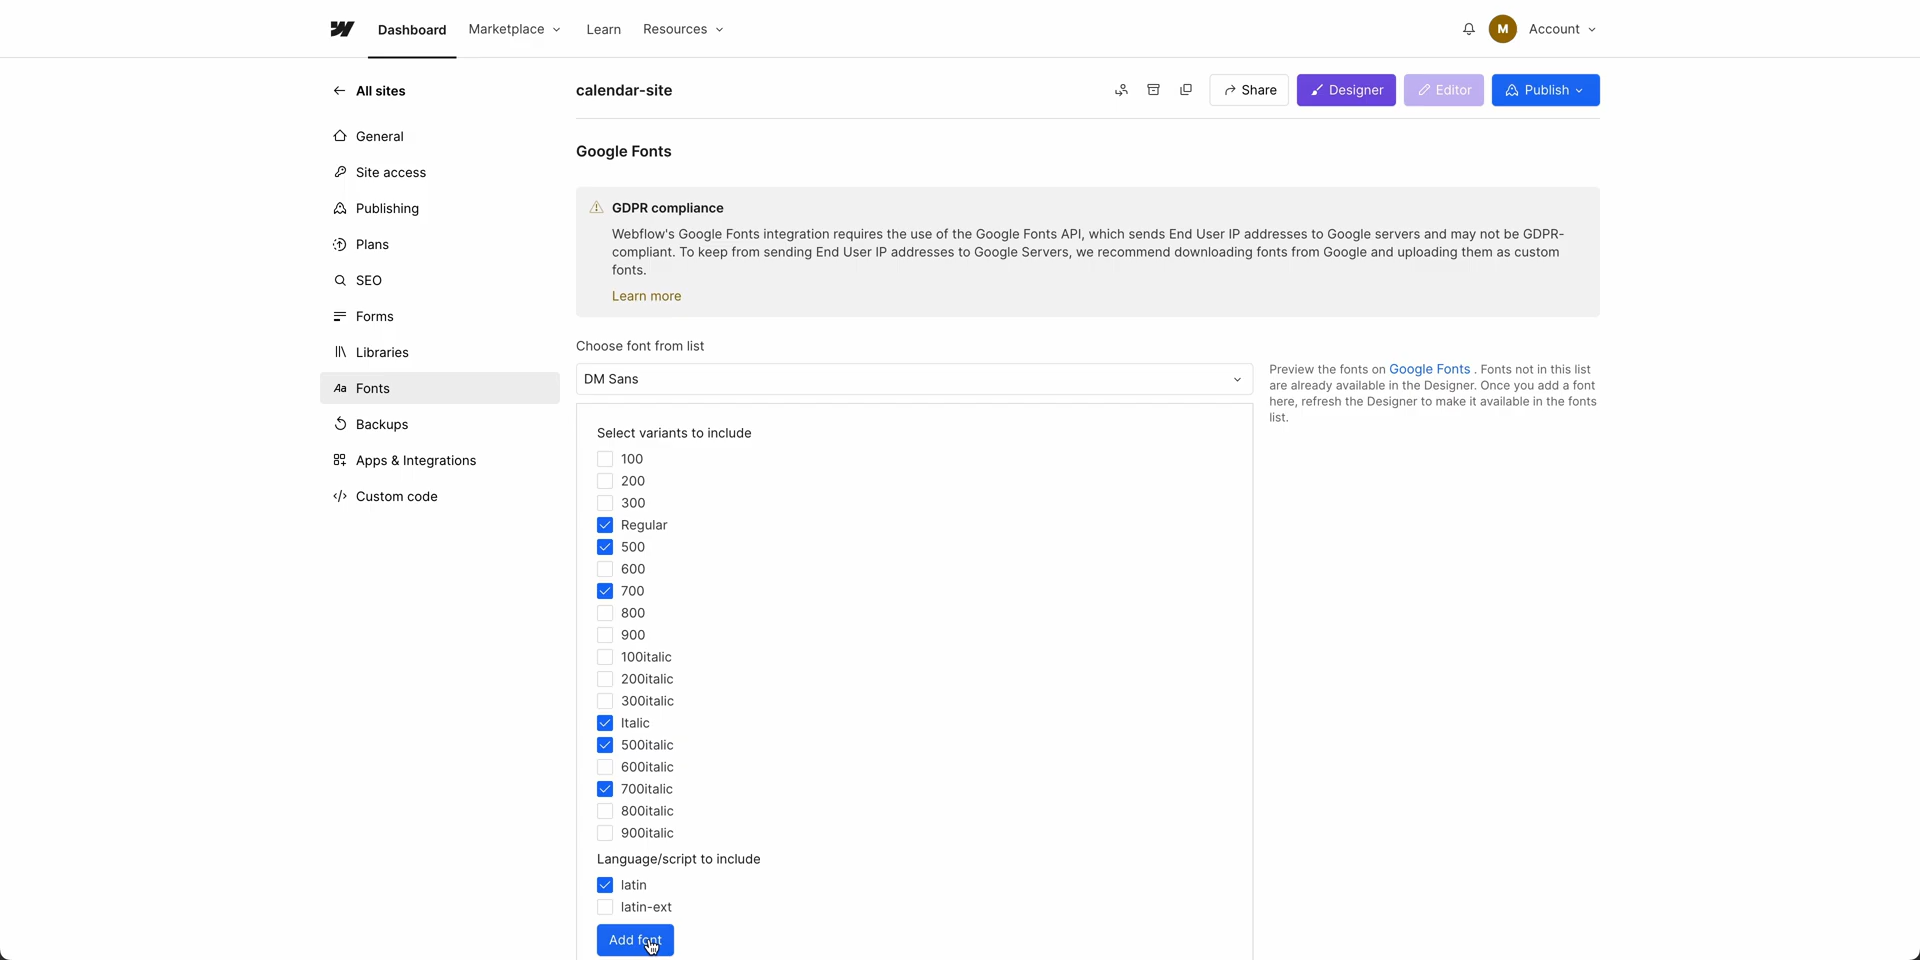 Dashboard
Marketplace
Learn
Resources
M
Account
All sites
General
Site access
Publishing
Plans
SEO
Forms
Libraries
Aa Fonts
Backups
Apps & Integrations
Custom code
calendar-site
Share
Designer
Editor
Publish
Google Fonts
GDPR compliance
Webflow's Google Fonts integration requires the use of the Google Fonts API, which sends End User IP addresses to Google servers and may not be GDPR-
compliant. To keep from sending End User IP addresses to Google Servers, we recommend downloading fonts from Google and uploading them as custom
fonts.
Learn more
Choose font from list
DM Sans
Preview the fonts on Google Fonts . Fonts not in this list
are already available in the Designer. Once you add a font
here, refresh the Designer to make it available in the fonts
list.
Select variants to include
100
200
300
Regular
500
600
700
800
900
100italic
200italic
300italic
Italic
500italic
600italic
700italic
800italic
900italic
Language/script to include
latin
latin-ext
Add font